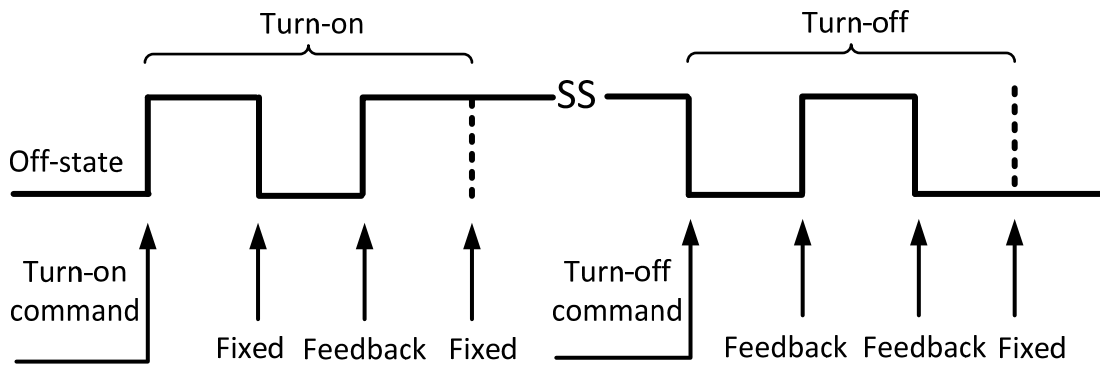 Turn-on
Turn-off
SS
Off-state
Turn-on
command
Turn-off
command
Fixed
Feedback
Fixed
Feedback
Feedback
Fixed